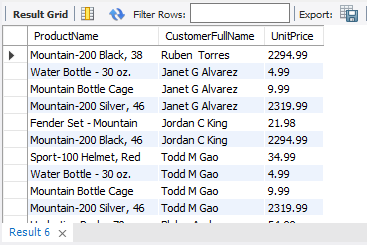 Result Grid Filter Rows: Export:
ProductName CustomerFullName UnitPrice
Mountain-200 Black, 38 Ruben  Torres 2294.99
Water Bottle - 30 oz. Janet G Alvarez 4.99
Mountain Bottle Cage Janet G Alvarez 9.99
Mountain-200 Silver, 46 Janet G Alvarez 2319.99
Fender Set - Mountain Jordan C King 21.98
Mountain-200 Black, 46 Jordan C King 2294.99
Sport-100 Helmet, Red Todd M Gao 34.99
Water Bottle - 30 oz. Todd M Gao 4.99
Mountain Bottle Cage Todd M Gao 9.99
Mountain-200 Silver, 46 Todd M Gao 2319.99
Result 6